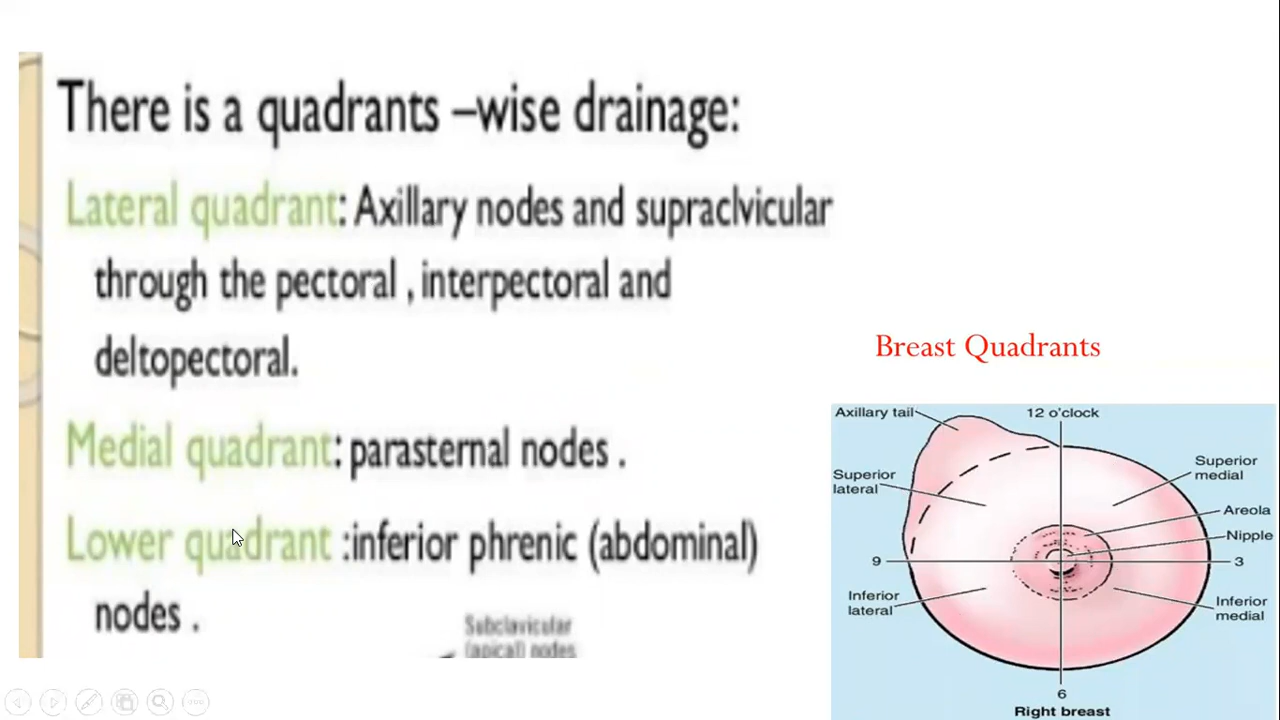 There is a quadrants –wise drainage:
Lateral quadrant: Axillary nodes and supraclvicular
through the pectoral , interpectoral and
deltopectoral.
Medial quadrant: parasternal nodes .
Lower quadrant :inferior phrenic (abdominal)
nodes .
Subclavicular
(apical) nodes
Breast Quadrants
Axillary tail
12 o'clock
Superior
lateral
Superior
medial
Areola
Nipple
9
3
Inferior
lateral
Inferior
medial
6
Right breast